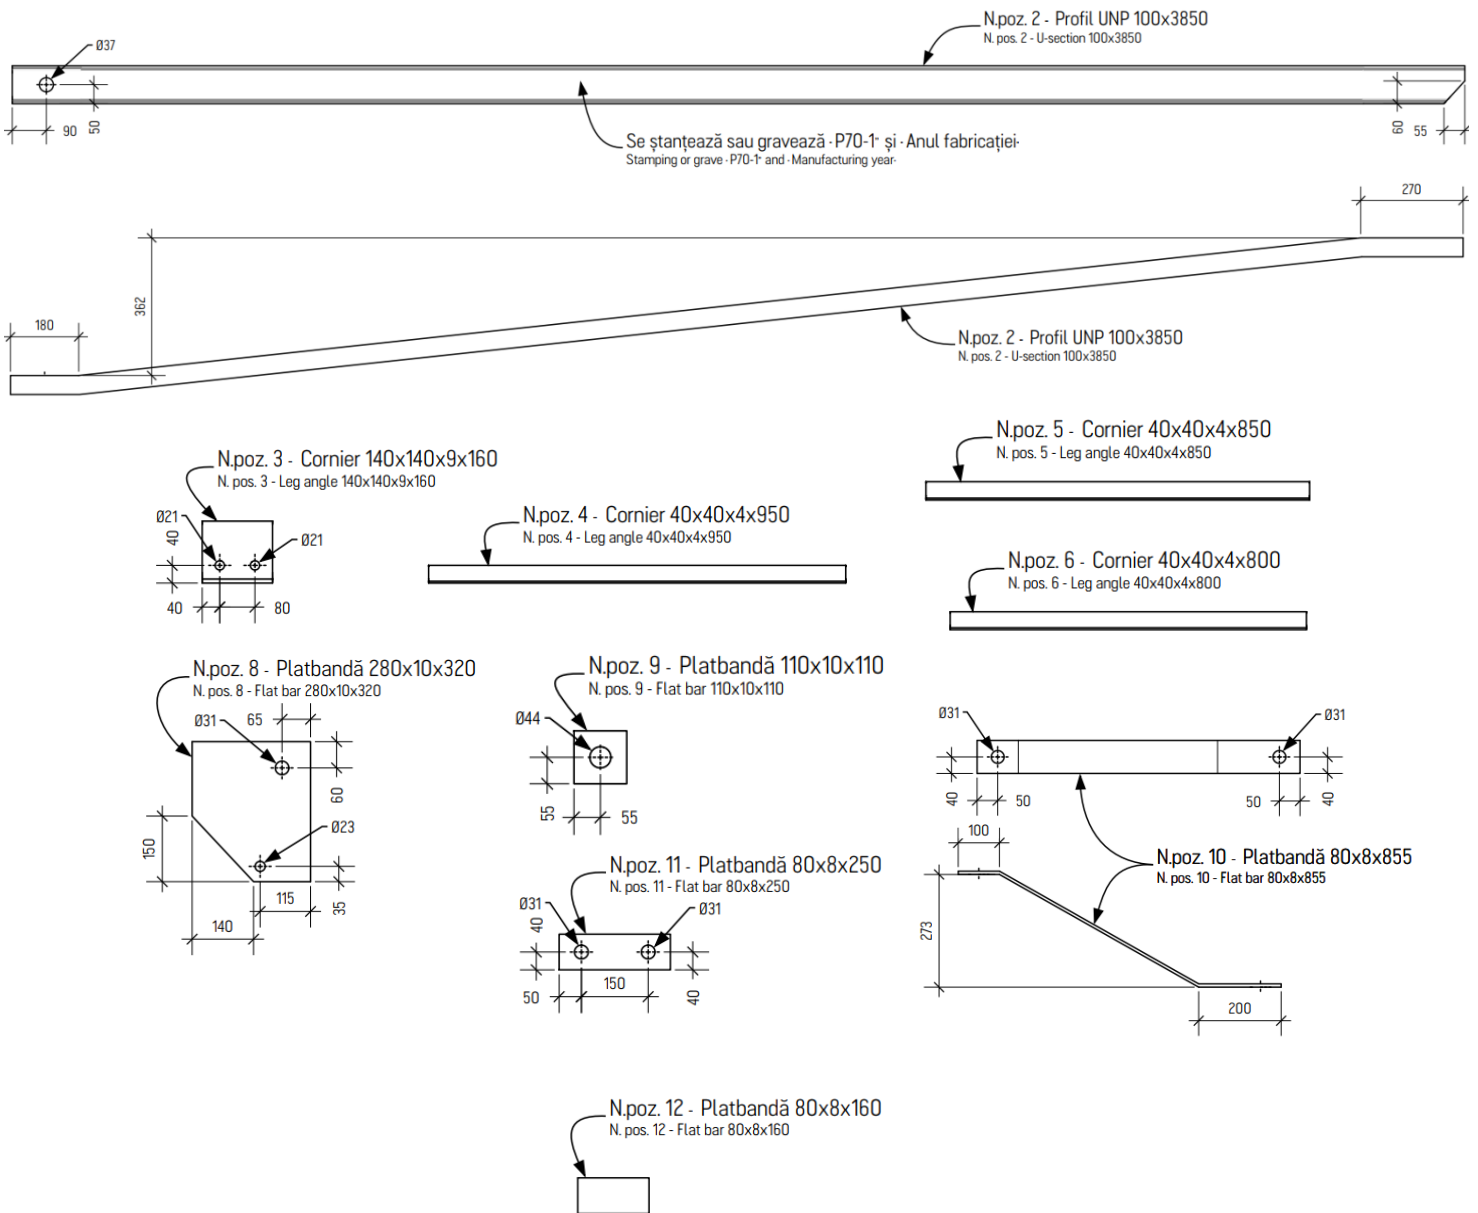 N.poz. 2 - Profil UNP 100x3850
N. pos. 2 - U-section 100x3850
Ø37
90
50
60
55
Se ștanțează sau gravează ·P70-1" și ·Anul fabricației·
Stamping or grave ·P70-1" and ·Manufacturing year·
270
362
180
N.poz. 2 - Profil UNP 100x3850
N. pos. 2 - U-section 100x3850
N.poz. 3 - Cornier 140x140x9x160
N. pos. 3 - Leg angle 140x140x9x160
Ø21
40
Ø21
40
80
N.poz. 4 - Cornier 40x40x4x950
N. pos. 4 - Leg angle 40x40x4x950
N.poz. 5 - Cornier 40x40x4x850
N. pos. 5 - Leg angle 40x40x4x850
N.poz. 6 - Cornier 40x40x4x800
N. pos. 6 - Leg angle 40x40x4x800
N.poz. 8 - Platbandă 280x10x320
N. pos. 8 - Flat bar 280x10x320
Ø31
65
60
Ø23
150
115
35
140
N.poz. 9 - Platbandă 110x10x110
N. pos. 9 - Flat bar 110x10x110
Ø44
55
55
N.poz. 11 - Platbandă 80x8x250
N. pos. 11 - Flat bar 80x8x250
Ø31
40
Ø31
150
50
40
Ø31
Ø31
40
50
50
40
100
N.poz. 10 - Platbandă 80x8x855
N. pos. 10 - Flat bar 80x8x855
273
200
N.poz. 12 - Platbandă 80x8x160
N. pos. 12 - Flat bar 80x8x160